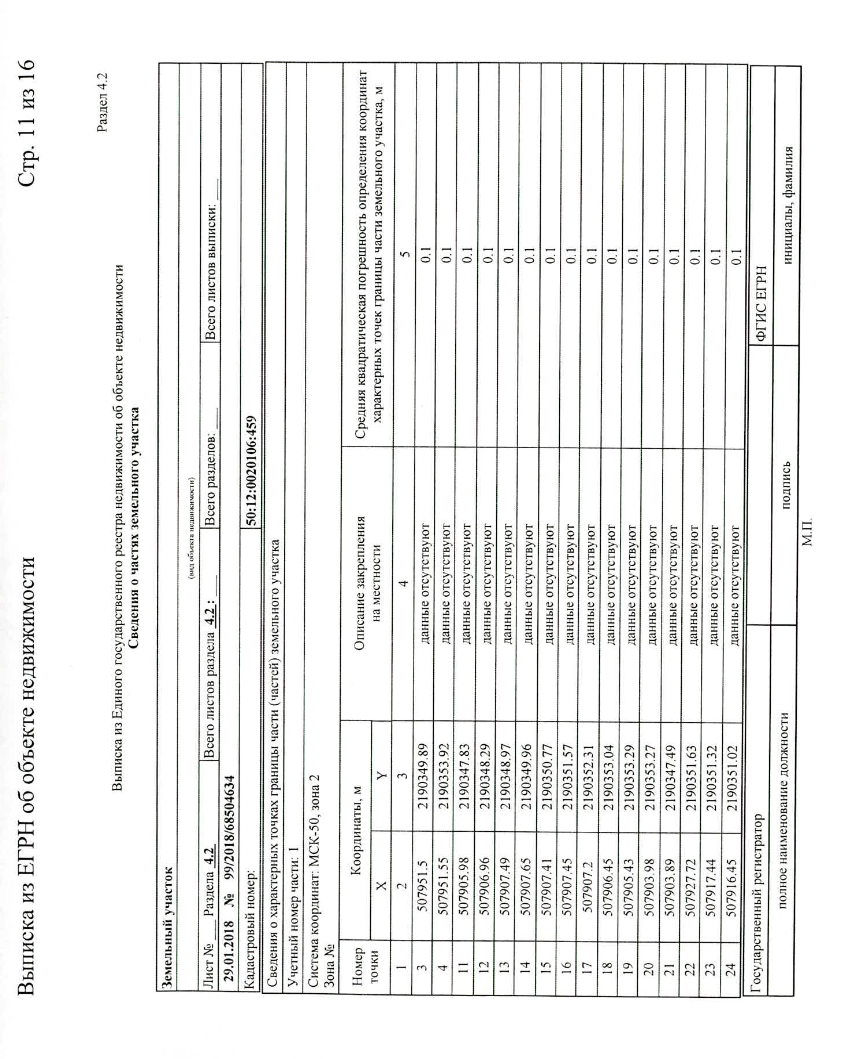 Выписка из ЕГРН об объекте недвижимости Стр. 11 из 16
Раздел 4.2
Выписка из Единого государственного реестра недвижимости об объекте недвижимости
Сведения о частях земельного участка
Земельный участок
(вид объекта недвижимости)
Лист № ___ Раздела 4.2 Всего листов раздела 4.2 : ___ Всего разделов: ___ Всего листов выписки: ___
29.01.2018 № 99/2018/68504634
Кадастровый номер: 50:12:0020106:459
Сведения о характерных точках границы части (частей) земельного участка
Учетный номер части: 1
Система координат: МСК-50, зона 2
Зона №
Номер точки Координаты, м Описание закрепления на местности Средняя квадратическая погрешность определения координат характерных точек границы части земельного участка, м
X Y
1 2 3 4 5
3 507951.5 2190349.89 данные отсутствуют 0.1
4 507951.55 2190353.92 данные отсутствуют 0.1
11 507905.98 2190347.83 данные отсутствуют 0.1
12 507906.96 2190348.29 данные отсутствуют 0.1
13 507907.49 2190348.97 данные отсутствуют 0.1
14 507907.65 2190349.96 данные отсутствуют 0.1
15 507907.41 2190350.77 данные отсутствуют 0.1
16 507907.45 2190351.57 данные отсутствуют 0.1
17 507907.2 2190352.31 данные отсутствуют 0.1
18 507906.45 2190353.04 данные отсутствуют 0.1
19 507905.43 2190353.29 данные отсутствуют 0.1
20 507903.98 2190353.27 данные отсутствуют 0.1
21 507903.89 2190347.49 данные отсутствуют 0.1
22 507927.72 2190351.63 данные отсутствуют 0.1
23 507917.44 2190351.32 данные отсутствуют 0.1
24 507916.45 2190351.02 данные отсутствуют 0.1
Государственный регистратор ФГИС ЕГРН
полное наименование должности подпись инициалы, фамилия
М.П.